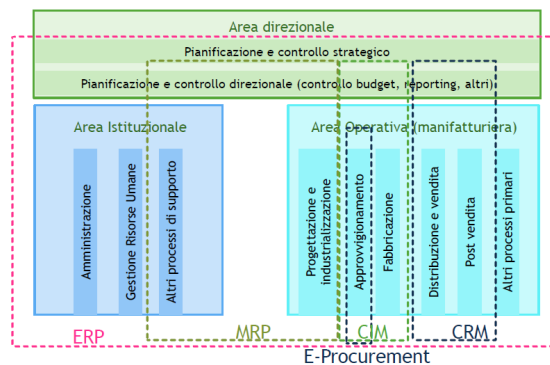 Area direzionale
Pianificazione e controllo strategico
Pianificazione e controllo direzionale (controllo budget, reporting, altri)
Area Istituzionale
Amministrazione
Gestione Risorse Umane
Altri processi di supporto
Area Operativa (manifatturiera)
Progettazione e
industrializzazione
Approvvigionamento
Fabbricazione
Distribuzione e vendita
Post vendita
Altri processi primari
ERP
MRP
CIM
CRM
E-Procurement